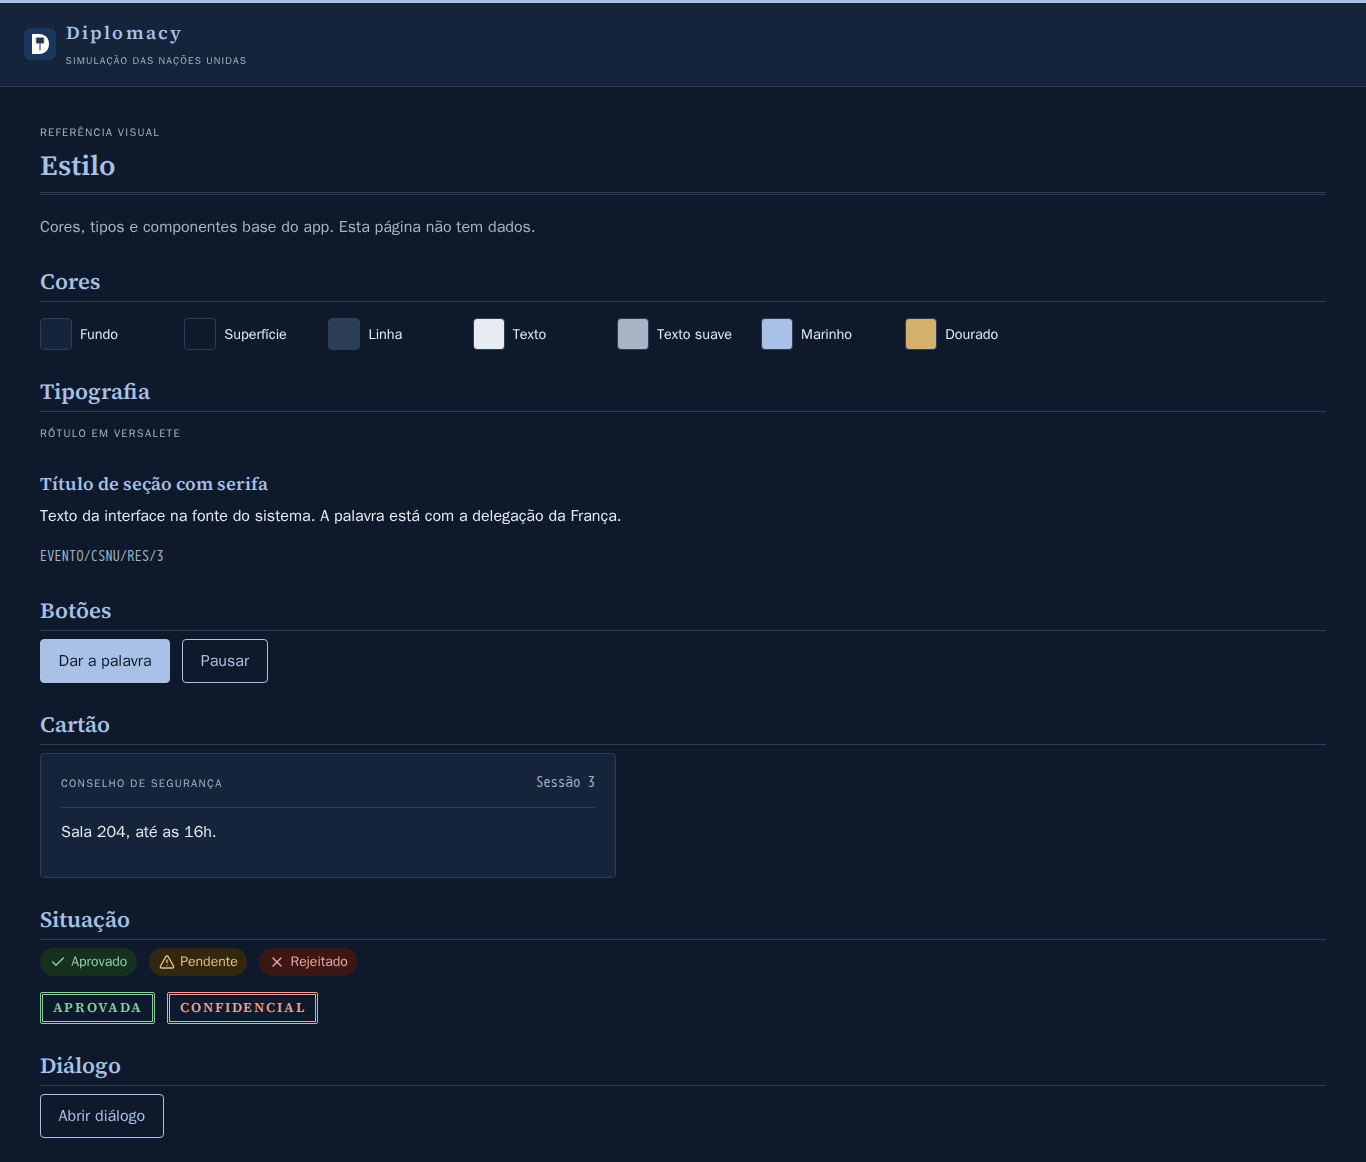 Diplomacy
SIMULAÇÃO DAS NAÇÕES UNIDAS
REFERÊNCIA VISUAL
Estilo
Cores, tipos e componentes base do app. Esta página não tem dados.
Cores
Fundo Superfície Linha Texto Texto suave Marinho Dourado
Tipografia
RÓTULO EM VERSALETE
Título de seção com serifa
Texto da interface na fonte do sistema. A palavra está com a delegação da França.
EVENTO/CSNU/RES/3
Botões
Dar a palavra Pausar
Cartão
CONSELHO DE SEGURANÇA Sessão 3
Sala 204, até as 16h.
Situação
Aprovado Pendente Rejeitado
APROVADA CONFIDENCIAL
Diálogo
Abrir diálogo